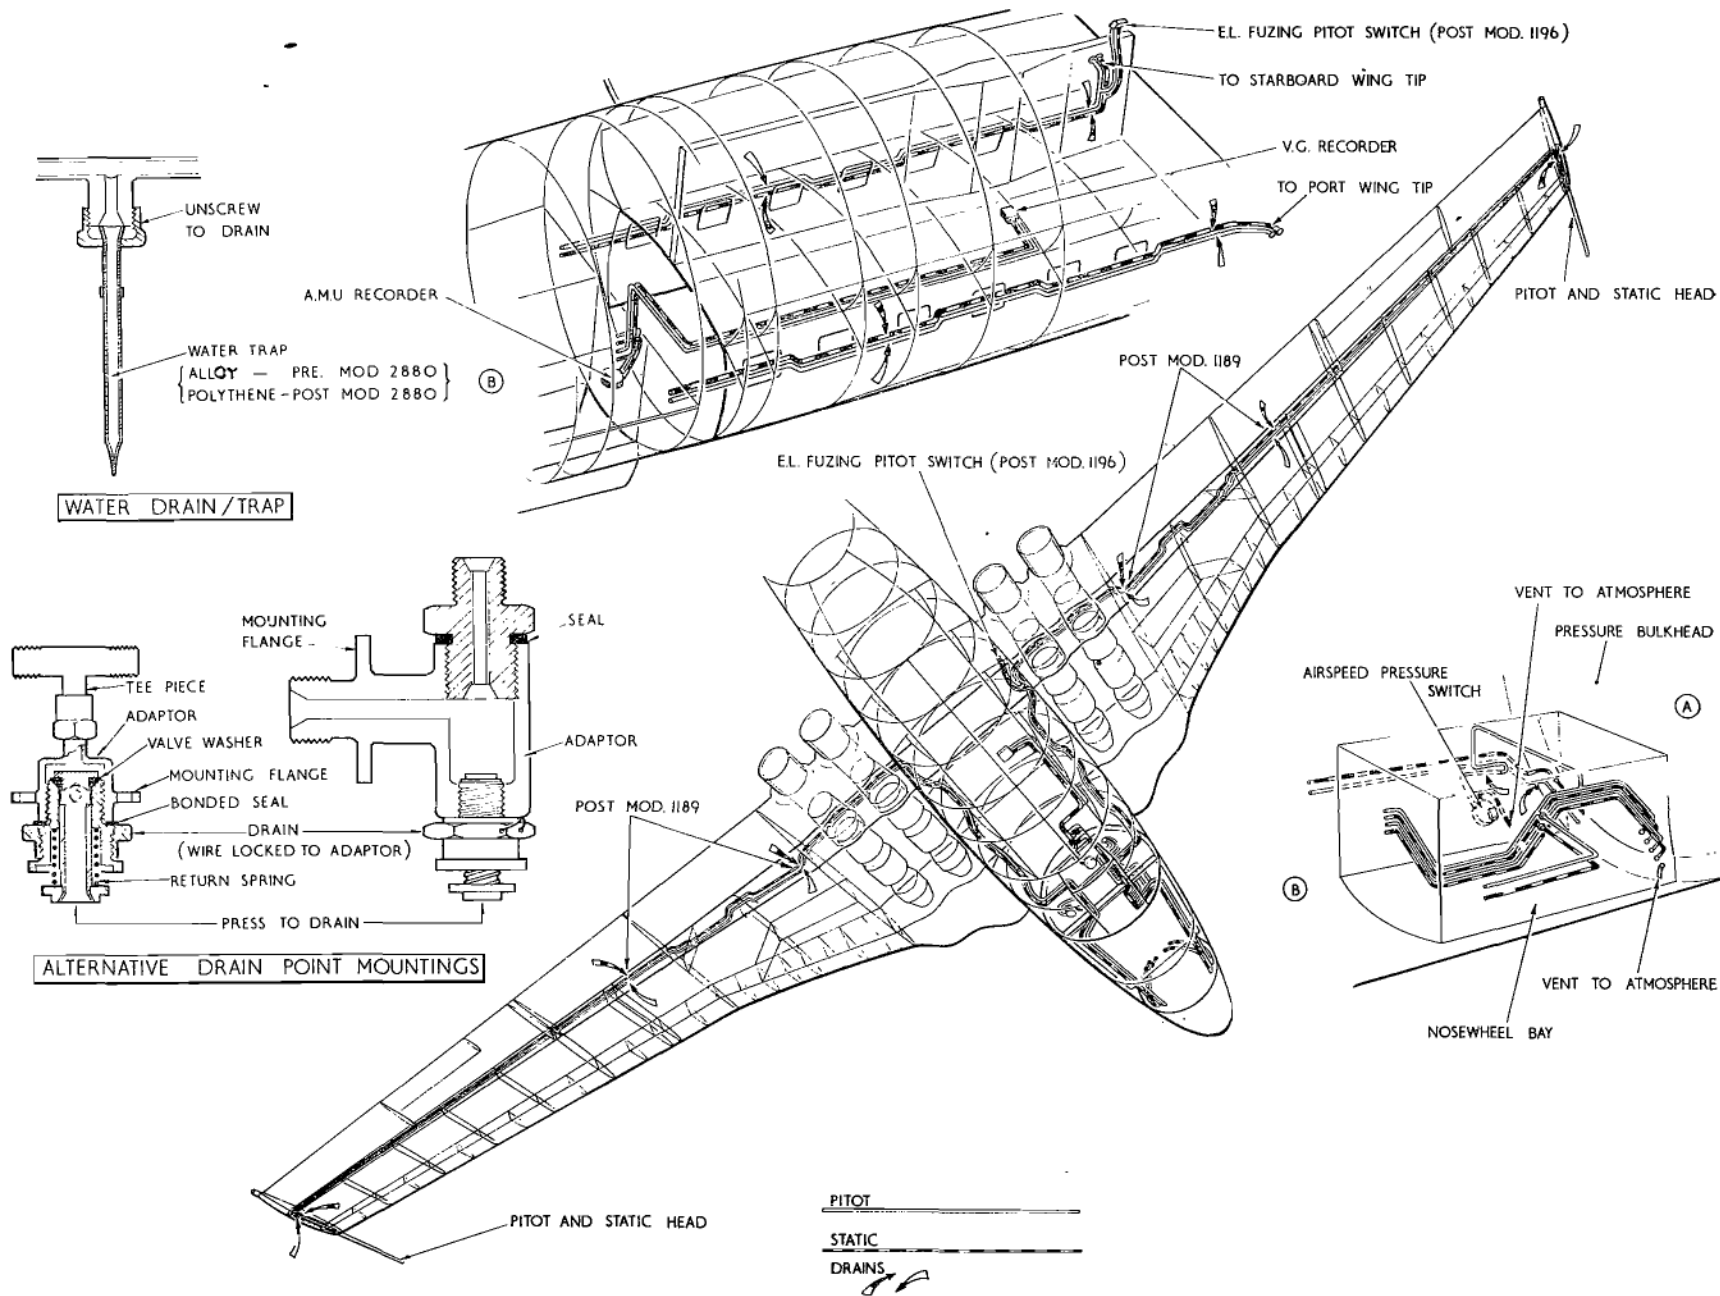 E.L. FUZING PITOT SWITCH (POST MOD. 1196)
TO STARBOARD WING TIP
V.G. RECORDER
TO PORT WING TIP
UNSCREW
TO DRAIN
A.M.U RECORDER
PITOT AND STATIC HEAD
WATER TRAP
ALLOY — PRE. MOD 2880
POLYTHENE - POST MOD 2880
B
POST MOD. 1189
E.L. FUZING PITOT SWITCH (POST MOD. 1196)
WATER DRAIN / TRAP
MOUNTING
FLANGE
SEAL
TEE PIECE
ADAPTOR
VALVE WASHER
MOUNTING FLANGE
BONDED SEAL
DRAIN
(WIRE LOCKED TO ADAPTOR)
RETURN SPRING
PRESS TO DRAIN
ADAPTOR
ALTERNATIVE DRAIN POINT MOUNTINGS
POST MOD. 1189
VENT TO ATMOSPHERE
PRESSURE BULKHEAD
AIRSPEED PRESSURE
SWITCH
A
B
VENT TO ATMOSPHERE
NOSEWHEEL BAY
PITOT AND STATIC HEAD
PITOT
STATIC
DRAINS